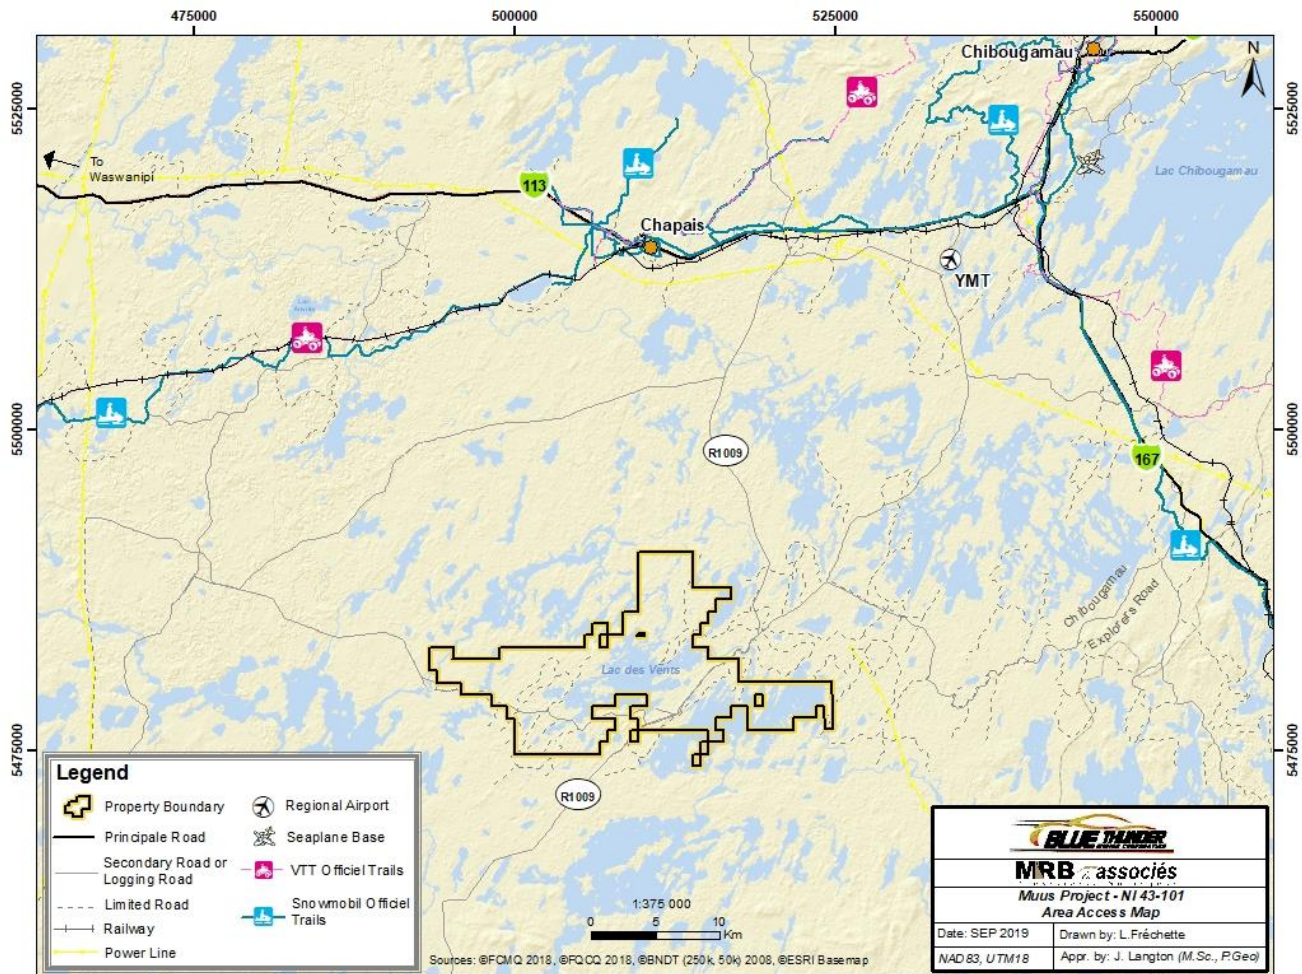 475000
500000
525000
550000
Chibougamau
N
5525000
5525000
To
Waswanipi
Lac Chibougamau
113
Chapais
YMT
Lac
5500000
5500000
R1009
167
Chibougamau
Explorer's Road
Lac des Vents
5475000
5475000
R1009
Legend
Property Boundary
Principale Road
Secondary Road or
Logging Road
Limited Road
Railway
Power Line
Regional Airport
Seaplane Base
VTT Officiel Trails
Snowmobil Officiel
Trails
1:375 000
0 5 10
Km
Sources: ©FCMQ 2018, ©FQCQ 2018, ©BNDT (250k, 50k) 2008, ©ESRI Basemap
BLUE THUNDER
MINING CORPORATION
MRB & associés
Muus Project - NI 43-101
Area Access Map
Date: SEP 2019
Drawn by: L.Fréchette
NAD83, UTM18
Appr. by: J. Langton (M.Sc., P.Geo)